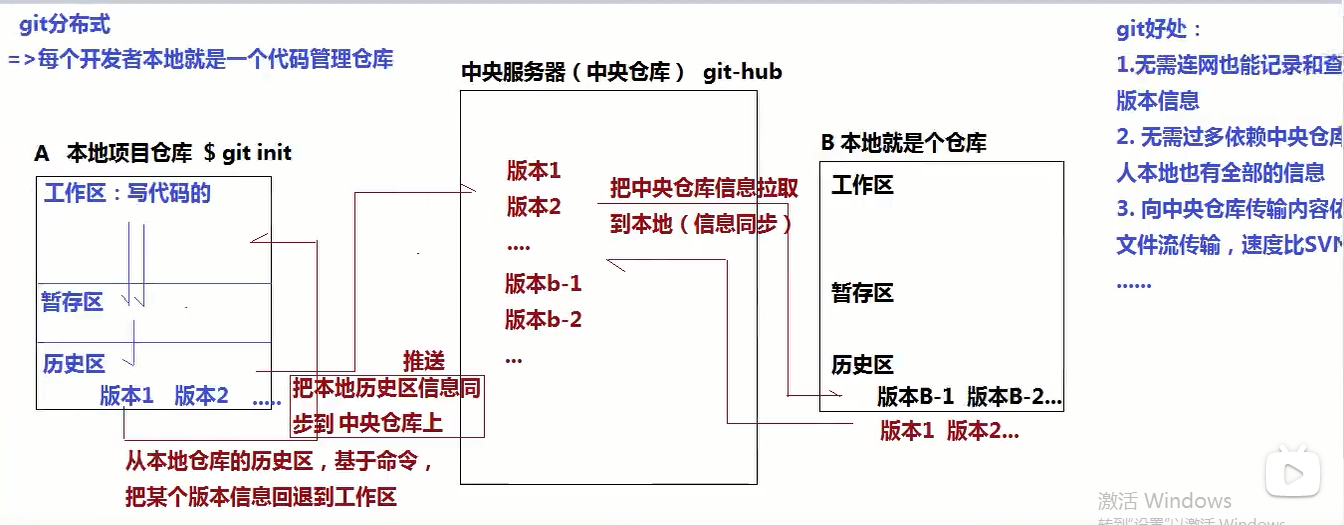 git分布式
=>每个开发者本地就是一个代码管理仓库
A 本地项目仓库 $ git init
工作区：写代码的
暂存区
历史区
版本1 版本2 .....
从本地仓库的历史区，基于命令，
把某个版本信息回退到工作区
推送
把本地历史区信息同
步到 中央仓库上
中央服务器（中央仓库） git-hub
版本1
版本2
....
版本b-1
版本b-2
...
把中央仓库信息拉取
到本地（信息同步）
B 本地就是个仓库
工作区
暂存区
历史区
版本B-1 版本B-2...
版本1 版本2...
git好处：
1.无需连网也能记录和查
版本信息
2. 无需过多依赖中央仓库
人本地也有全部的信息
3. 向中央仓库传输内容依
文件流传输，速度比SVN
......
激活 Windows
转到"设置"以激活 Windows